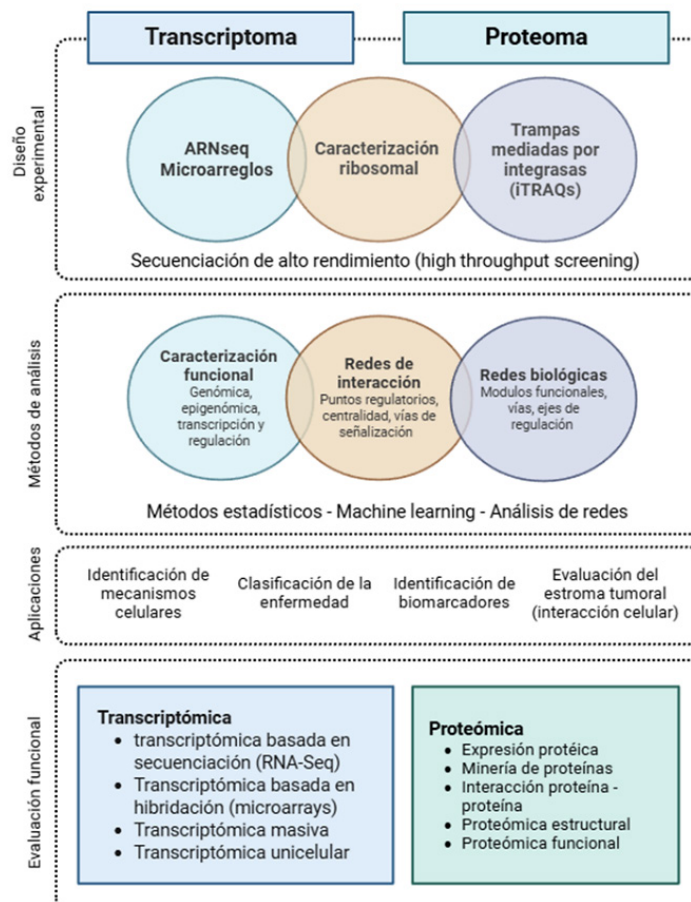 Transcriptoma
Proteoma
Diseño
experimental
ARNseq
Microarreglos
Caracterización
ribosomal
Trampas
mediadas por
integrasas
(iTRAQs)
Secuenciación de alto rendimiento (high throughput screening)
Métodos de análisis
Caracterización
funcional
Genómica,
epigenómica,
transcripción y
regulación
Redes de
interacción
Puntos regulatorios,
centralidad, vías de
señalización
Redes biológicas
Modulos funcionales,
vías, ejes de
regulación
Métodos estadísticos - Machine learning - Análisis de redes
Aplicaciones
Identificación de
mecanismos
celulares
Clasificación de la
enfermedad
Identificación de
biomarcadores
Evaluación del
estroma tumoral
(interacción celular)
Evaluación funcional
Transcriptómica
• transcriptómica basada en
secuenciación (RNA-Seq)
• Transcriptómica basada en
hibridación (microarrays)
• Transcriptómica masiva
• Transcriptómica unicelular
Proteómica
• Expresión protéica
• Minería de proteínas
• Interacción proteína -
proteína
• Proteómica estructural
• Proteómica funcional